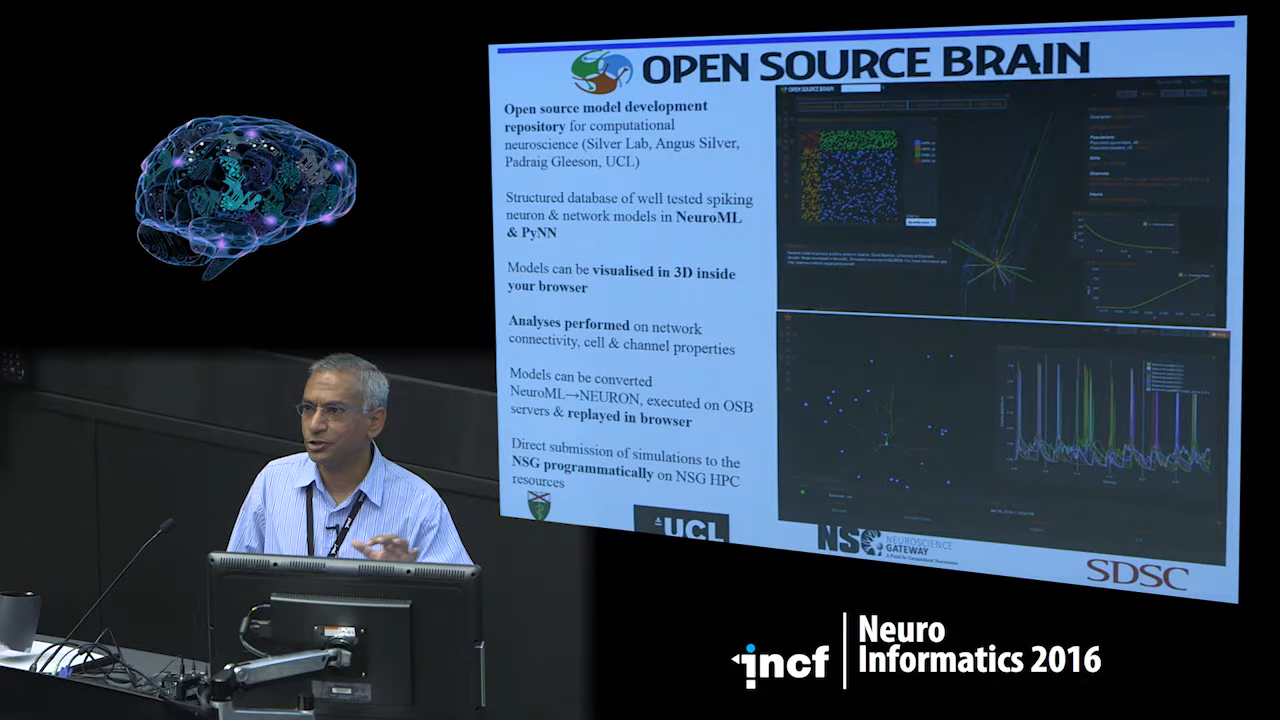 OPEN SOURCE BRAIN
Open source model development
repository for computational
neuroscience (Silver Lab, Angus Silver,
Padraig Gleeson, UCL)
Structured database of well tested spiking
neuron & network models in NeuroML
& PyNN
Models can be visualised in 3D inside
your browser
Analyses performed on network
connectivity, cell & channel properties
Models can be converted
NeuroML→NEURON, executed on OSB
servers & replayed in browser
Direct submission of simulations to the
NSG programmatically on NSG HPC
resources
OPEN SOURCE BRAIN
UCL
NSG
NEUROSCIENCE
GATEWAY
SDSC
incf
Neuro
Informatics 2016